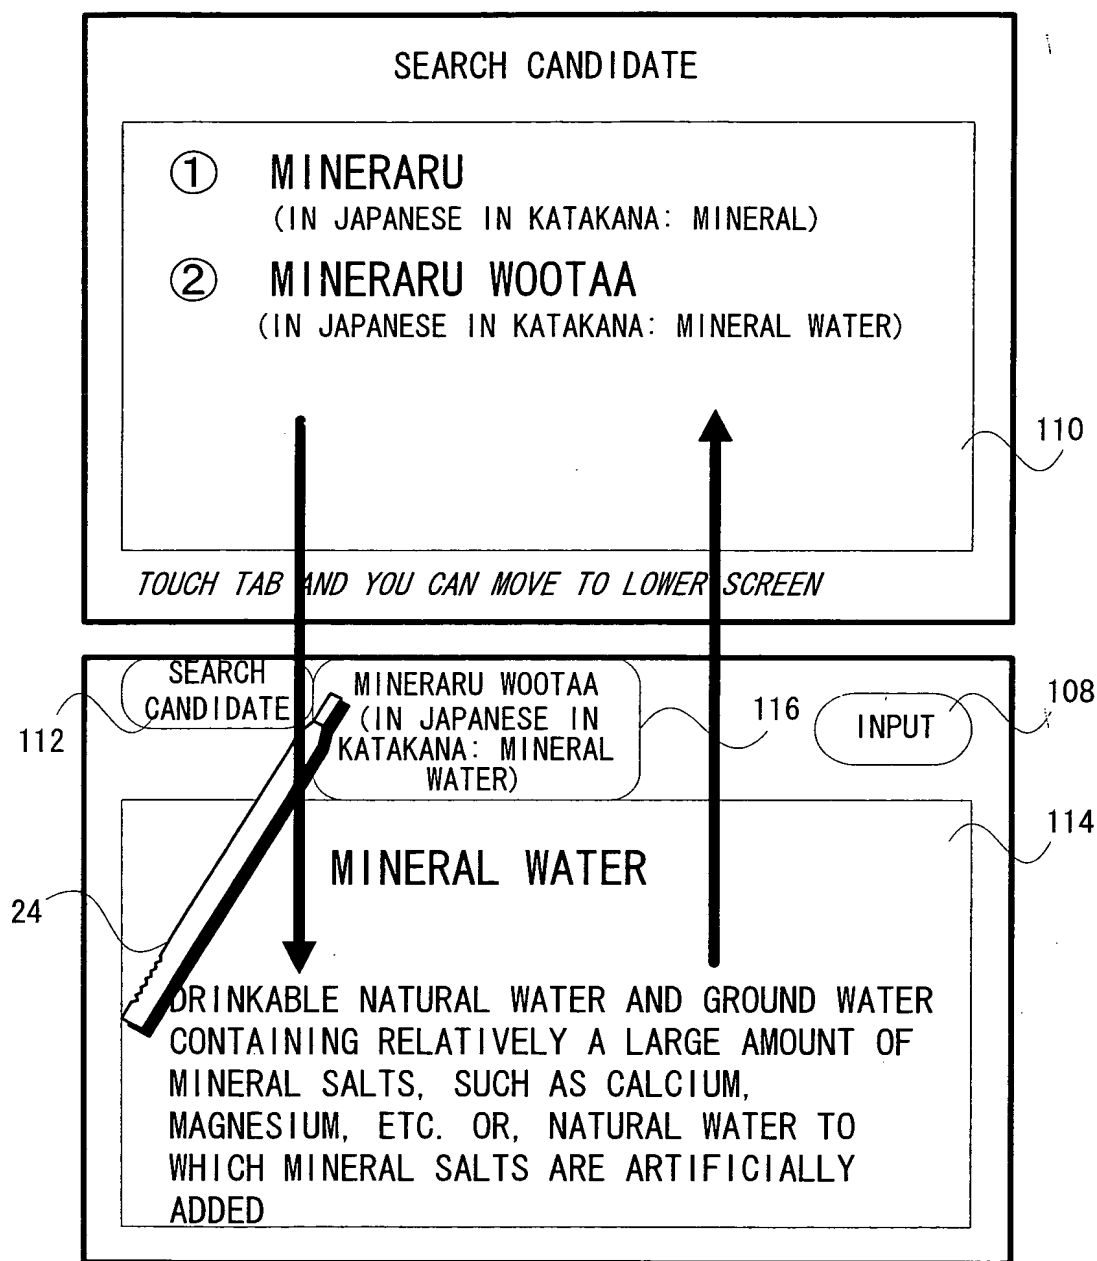 SEARCH CANDIDATE
① MINERARU
(IN JAPANESE IN KATAKANA: MINERAL)
② MINERARU WOOTAA
(IN JAPANESE IN KATAKANA: MINERAL WATER)
110
TOUCH TAB AND YOU CAN MOVE TO LOWER SCREEN
SEARCH
CANDIDATE
112
MINERARU WOOTAA
(IN JAPANESE IN
KATAKANA: MINERAL
WATER)
116
INPUT
108
114
MINERAL WATER
24
DRINKABLE NATURAL WATER AND GROUND WATER
CONTAINING RELATIVELY A LARGE AMOUNT OF
MINERAL SALTS, SUCH AS CALCIUM,
MAGNESIUM, ETC. OR, NATURAL WATER TO
WHICH MINERAL SALTS ARE ARTIFICIALLY
ADDED